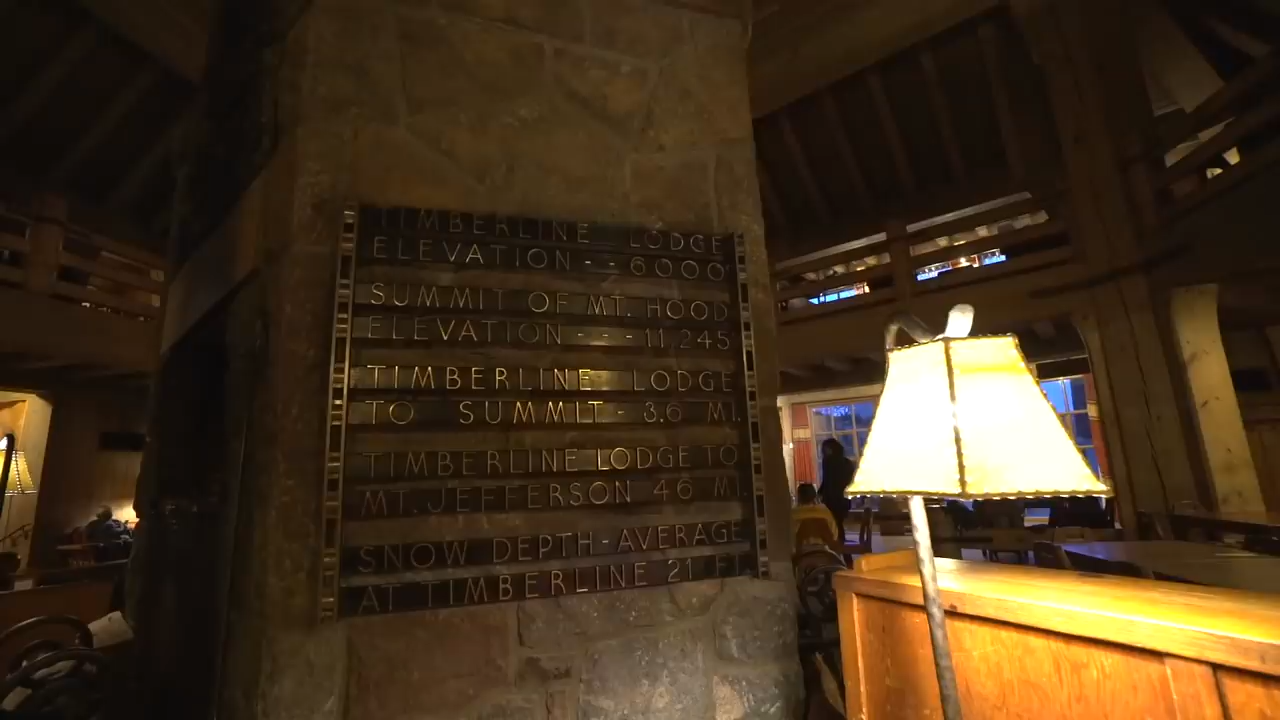 TIMBERLINE LODGE
ELEVATION - - 6000'
SUMMIT OF MT. HOOD
ELEVATION - - - 11,245
TIMBERLINE LODGE
TO SUMMIT - 3.6 MI.
TIMBERLINE LODGE TO
MT. JEFFERSON 46 MI.
SNOW DEPTH - AVERAGE
AT TIMBERLINE 21 FT.